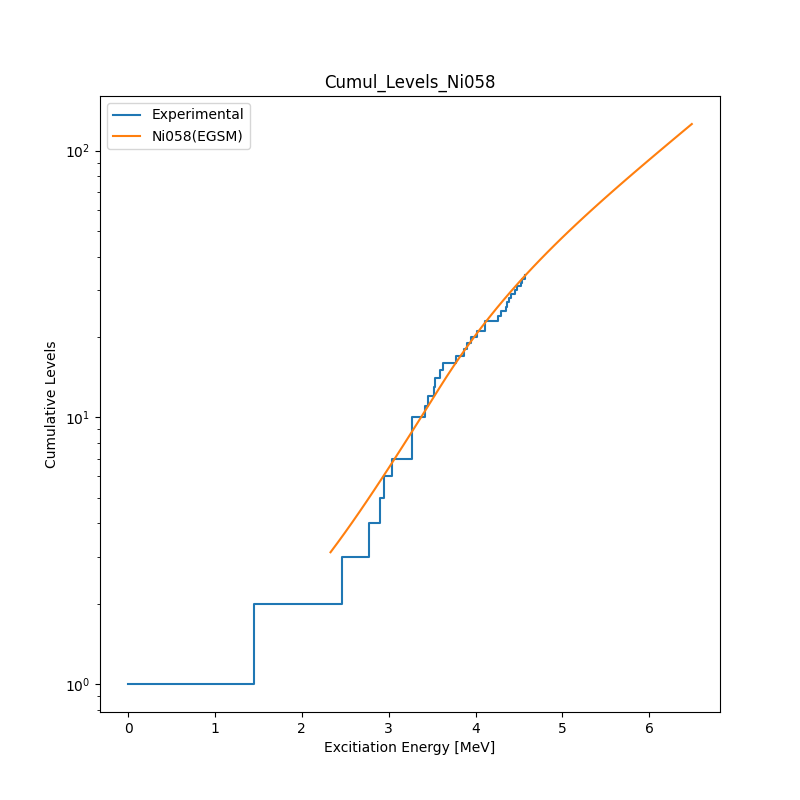 Cumul_Levels_Ni058
Experimental
Ni058(EGSM)
10²
10¹
10⁰
Cumulative Levels
0 1 2 3 4 5 6
Excitiation Energy [MeV]